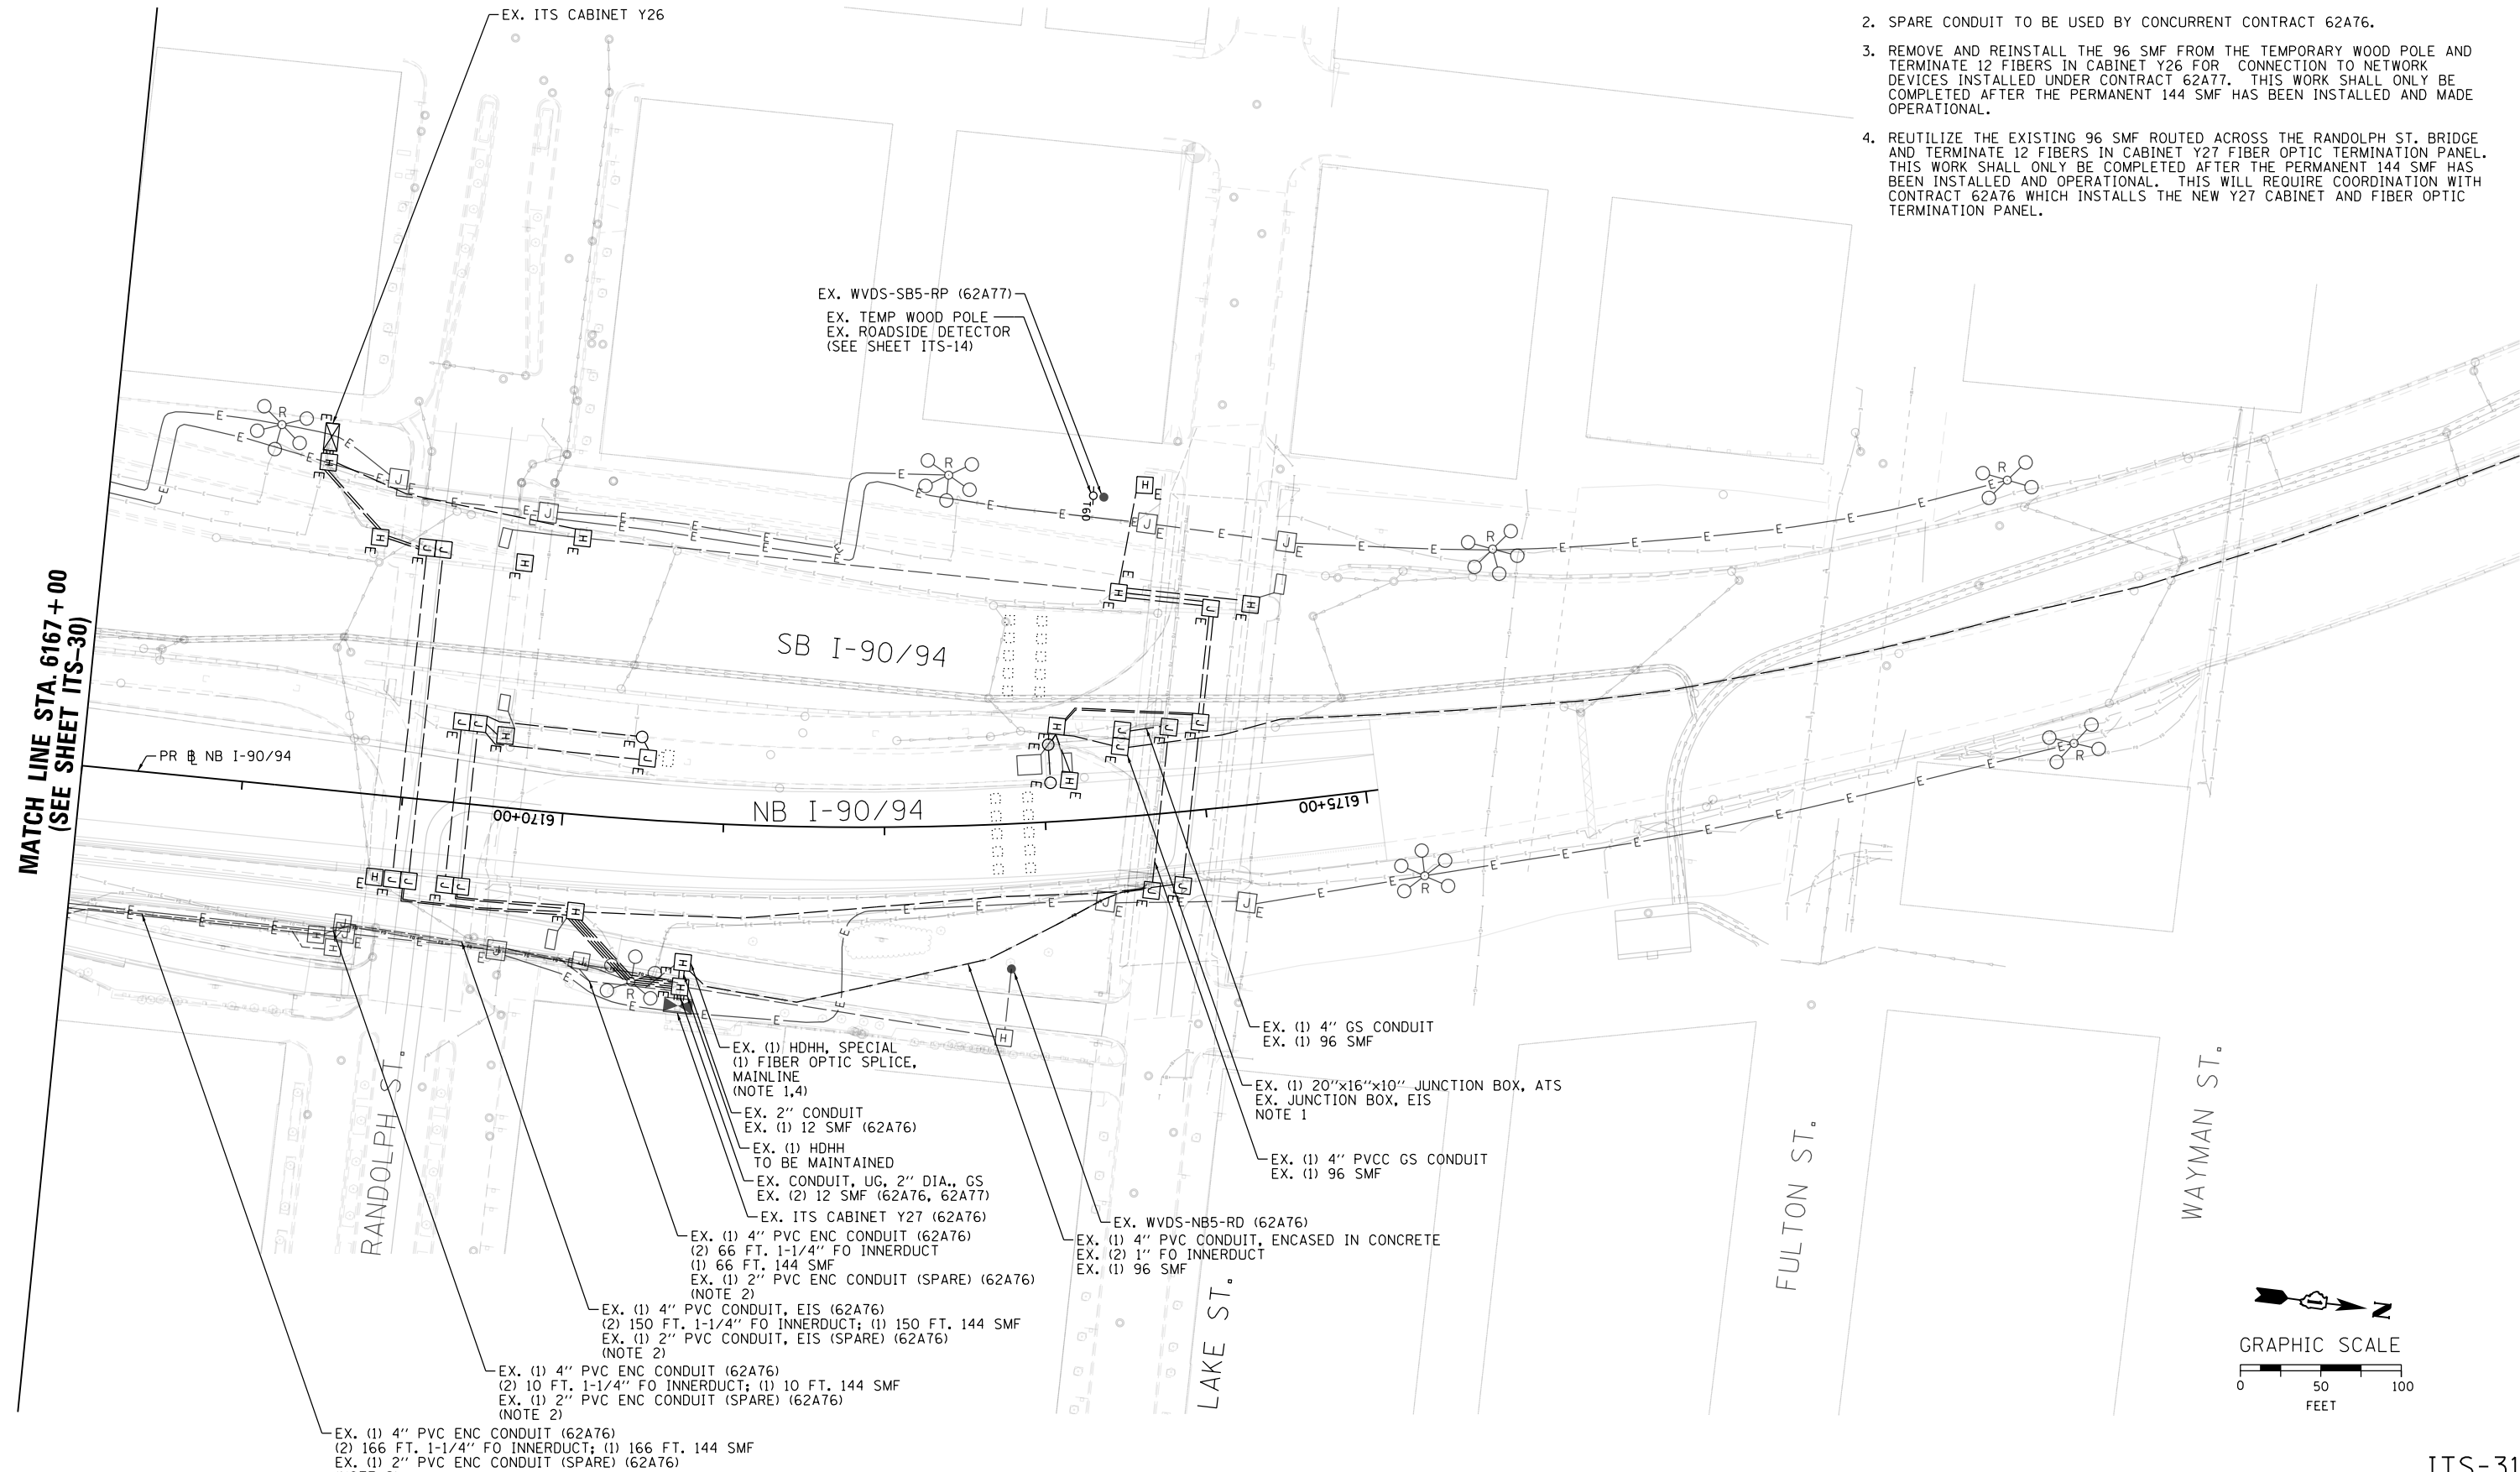 EX. ITS CABINET Y26
2. SPARE CONDUIT TO BE USED BY CONCURRENT CONTRACT 62A76.
3. REMOVE AND REINSTALL THE 96 SMF FROM THE TEMPORARY WOOD POLE AND
TERMINATE 12 FIBERS IN CABINET Y26 FOR CONNECTION TO NETWORK
DEVICES INSTALLED UNDER CONTRACT 62A77. THIS WORK SHALL ONLY BE
COMPLETED AFTER THE PERMANENT 144 SMF HAS BEEN INSTALLED AND MADE
OPERATIONAL.
4. REUTILIZE THE EXISTING 96 SMF ROUTED ACROSS THE RANDOLPH ST. BRIDGE
AND TERMINATE 12 FIBERS IN CABINET Y27 FIBER OPTIC TERMINATION PANEL.
THIS WORK SHALL ONLY BE COMPLETED AFTER THE PERMANENT 144 SMF HAS
BEEN INSTALLED AND OPERATIONAL. THIS WILL REQUIRE COORDINATION WITH
CONTRACT 62A76 WHICH INSTALLS THE NEW Y27 CABINET AND FIBER OPTIC
TERMINATION PANEL.
EX. WVDS-SB5-RP (62A77)
EX. TEMP WOOD POLE
EX. ROADSIDE DETECTOR
(SEE SHEET ITS-14)
T60
MATCH LINE STA. 6167+00
(SEE SHEET ITS-30)
SB I-90/94
PR BL NB I-90/94
NB I-90/94
6170+00
6175+00
EX. (1) HDHH, SPECIAL
(1) FIBER OPTIC SPLICE,
MAINLINE
(NOTE 1,4)
EX. 2" CONDUIT
EX. (1) 12 SMF (62A76)
EX. (1) HDHH
TO BE MAINTAINED
EX. CONDUIT, UG, 2" DIA., GS
EX. (2) 12 SMF (62A76, 62A77)
EX. ITS CABINET Y27 (62A76)
EX. (1) 4" PVC ENC CONDUIT (62A76)
(2) 66 FT. 1-1/4" FO INNERDUCT
(1) 66 FT. 144 SMF
EX. (1) 2" PVC ENC CONDUIT (SPARE) (62A76)
(NOTE 2)
EX. (1) 4" PVC CONDUIT, EIS (62A76)
(2) 150 FT. 1-1/4" FO INNERDUCT; (1) 150 FT. 144 SMF
EX. (1) 2" PVC CONDUIT, EIS (SPARE) (62A76)
(NOTE 2)
EX. (1) 4" PVC ENC CONDUIT (62A76)
(2) 10 FT. 1-1/4" FO INNERDUCT; (1) 10 FT. 144 SMF
EX. (1) 2" PVC ENC CONDUIT (SPARE) (62A76)
(NOTE 2)
EX. (1) 4" PVC ENC CONDUIT (62A76)
(2) 166 FT. 1-1/4" FO INNERDUCT; (1) 166 FT. 144 SMF
EX. (1) 2" PVC ENC CONDUIT (SPARE) (62A76)
EX. (1) 4" GS CONDUIT
EX. (1) 96 SMF
EX. (1) 20"x16"x10" JUNCTION BOX, ATS
EX. JUNCTION BOX, EIS
NOTE 1
EX. (1) 4" PVCC GS CONDUIT
EX. (1) 96 SMF
EX. WVDS-NB5-RD (62A76)
EX. (1) 4" PVC CONDUIT, ENCASED IN CONCRETE
EX. (2) 1" FO INNERDUCT
EX. (1) 96 SMF
RANDOLPH ST.
LAKE ST.
FULTON ST.
WAYMAN ST.
N
GRAPHIC SCALE
0 50 100
FEET
ITS-31